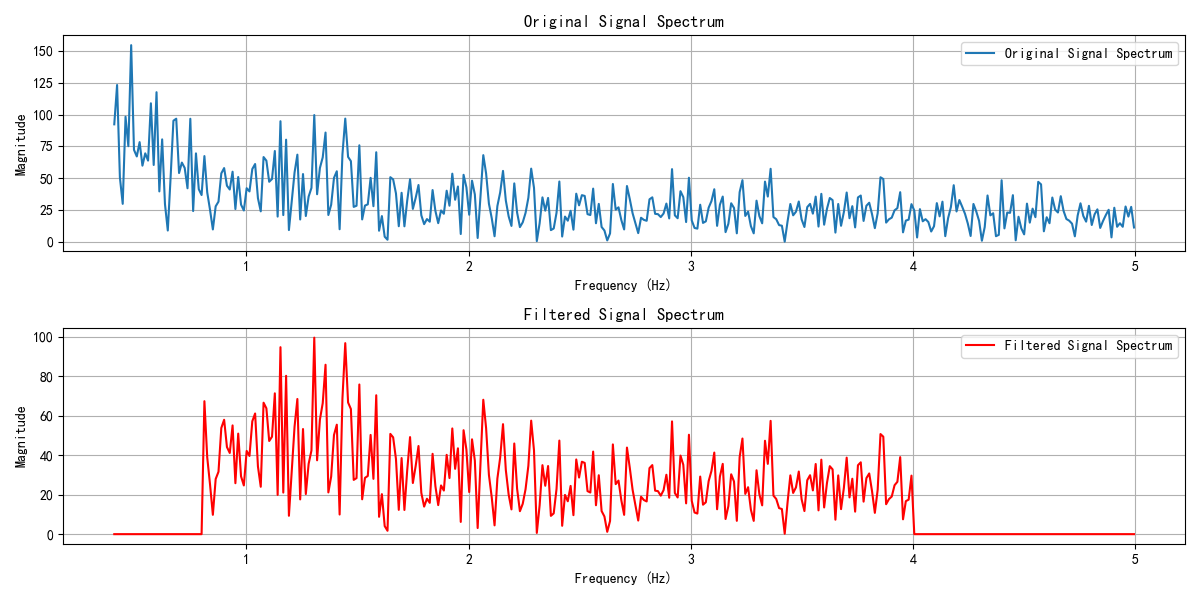 Original Signal Spectrum
Original Signal Spectrum
Magnitude
150
125
100
75
50
25
0
1
2
3
4
5
Frequency (Hz)
Filtered Signal Spectrum
Filtered Signal Spectrum
Magnitude
100
80
60
40
20
0
1
2
3
4
5
Frequency (Hz)